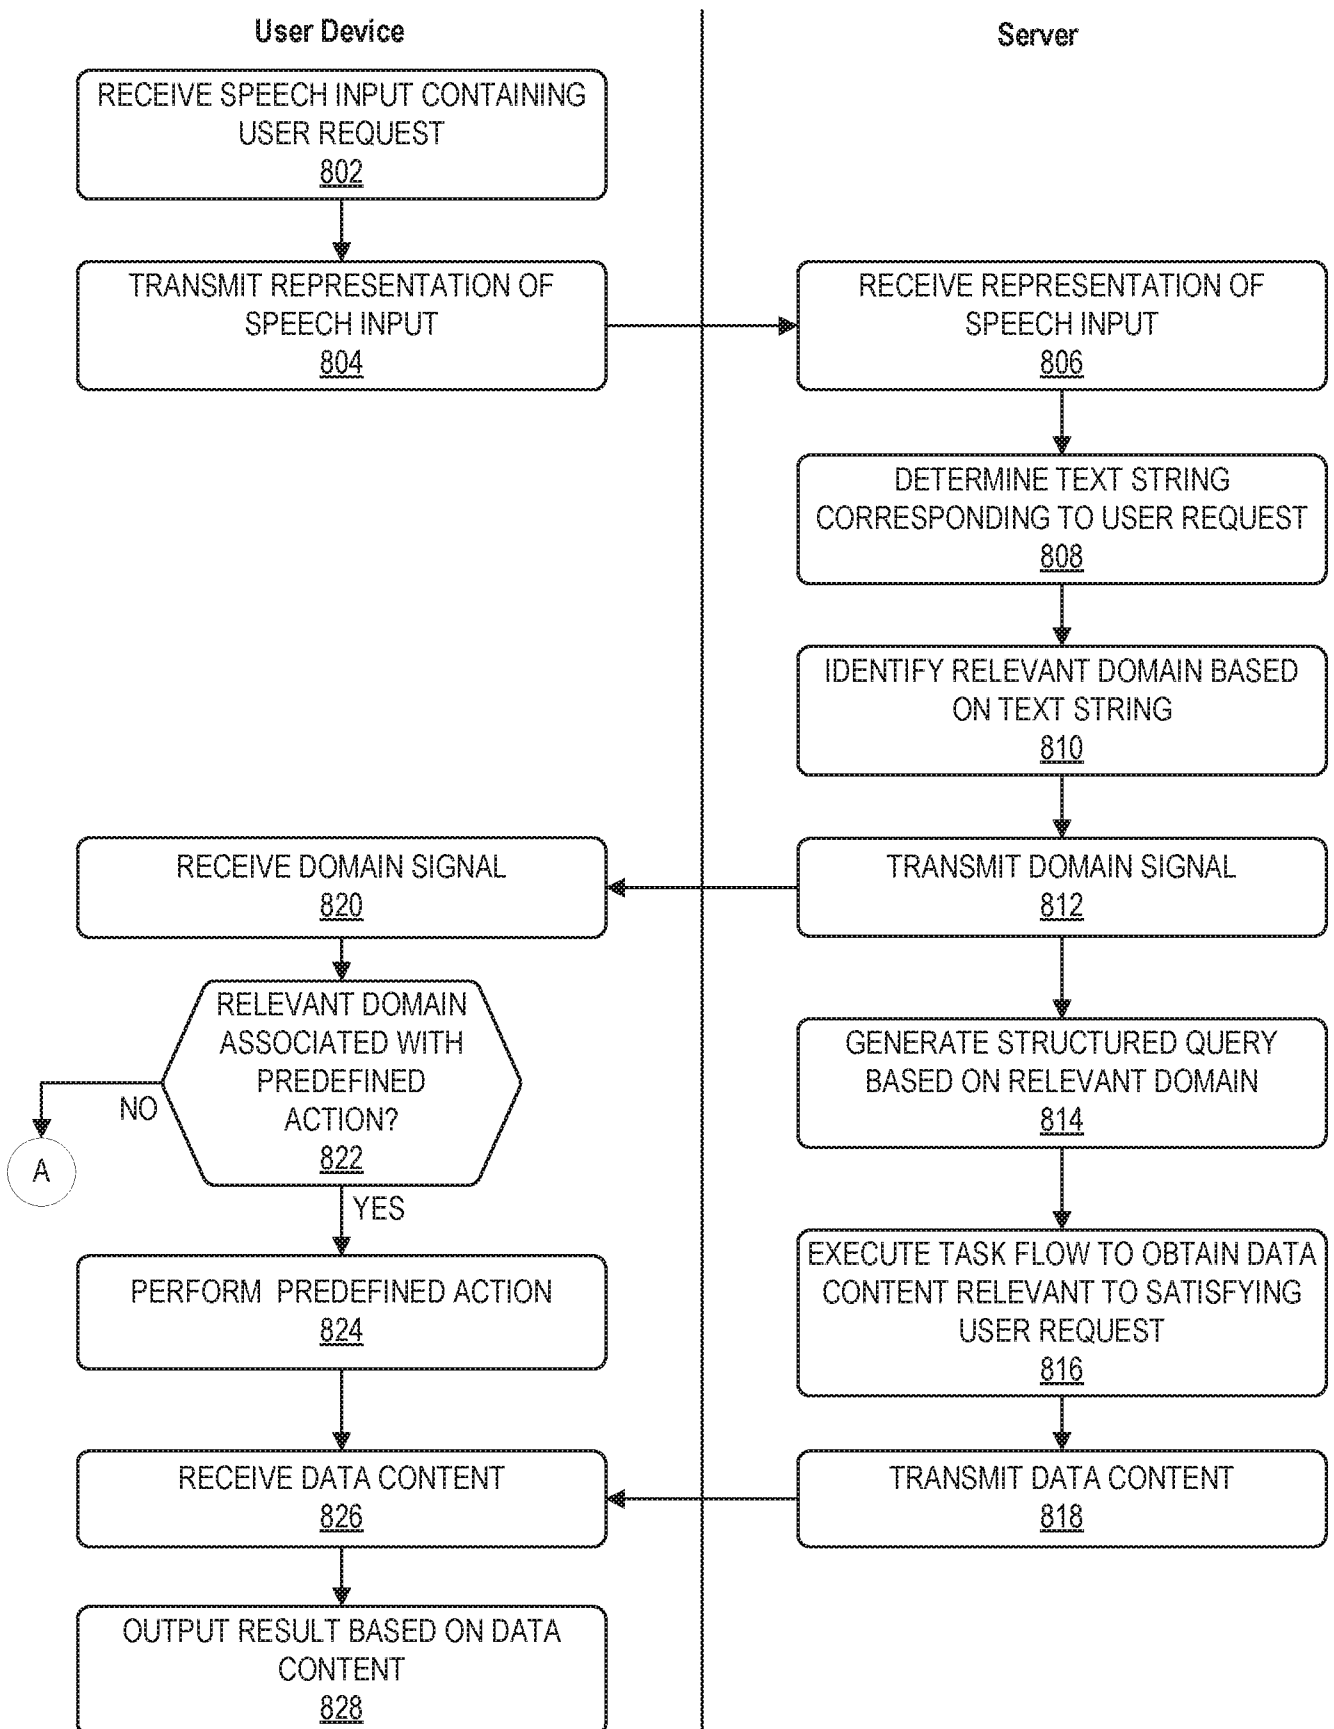 User Device
Server
RECEIVE SPEECH INPUT CONTAINING
USER REQUEST
802
TRANSMIT REPRESENTATION OF
SPEECH INPUT
804
RECEIVE REPRESENTATION OF
SPEECH INPUT
806
DETERMINE TEXT STRING
CORRESPONDING TO USER REQUEST
808
IDENTIFY RELEVANT DOMAIN BASED
ON TEXT STRING
810
RECEIVE DOMAIN SIGNAL
820
TRANSMIT DOMAIN SIGNAL
812
RELEVANT DOMAIN
ASSOCIATED WITH
PREDEFINED
ACTION?
822
NO
A
YES
GENERATE STRUCTURED QUERY
BASED ON RELEVANT DOMAIN
814
PERFORM PREDEFINED ACTION
824
EXECUTE TASK FLOW TO OBTAIN DATA
CONTENT RELEVANT TO SATISFYING
USER REQUEST
816
RECEIVE DATA CONTENT
826
TRANSMIT DATA CONTENT
818
OUTPUT RESULT BASED ON DATA
CONTENT
828